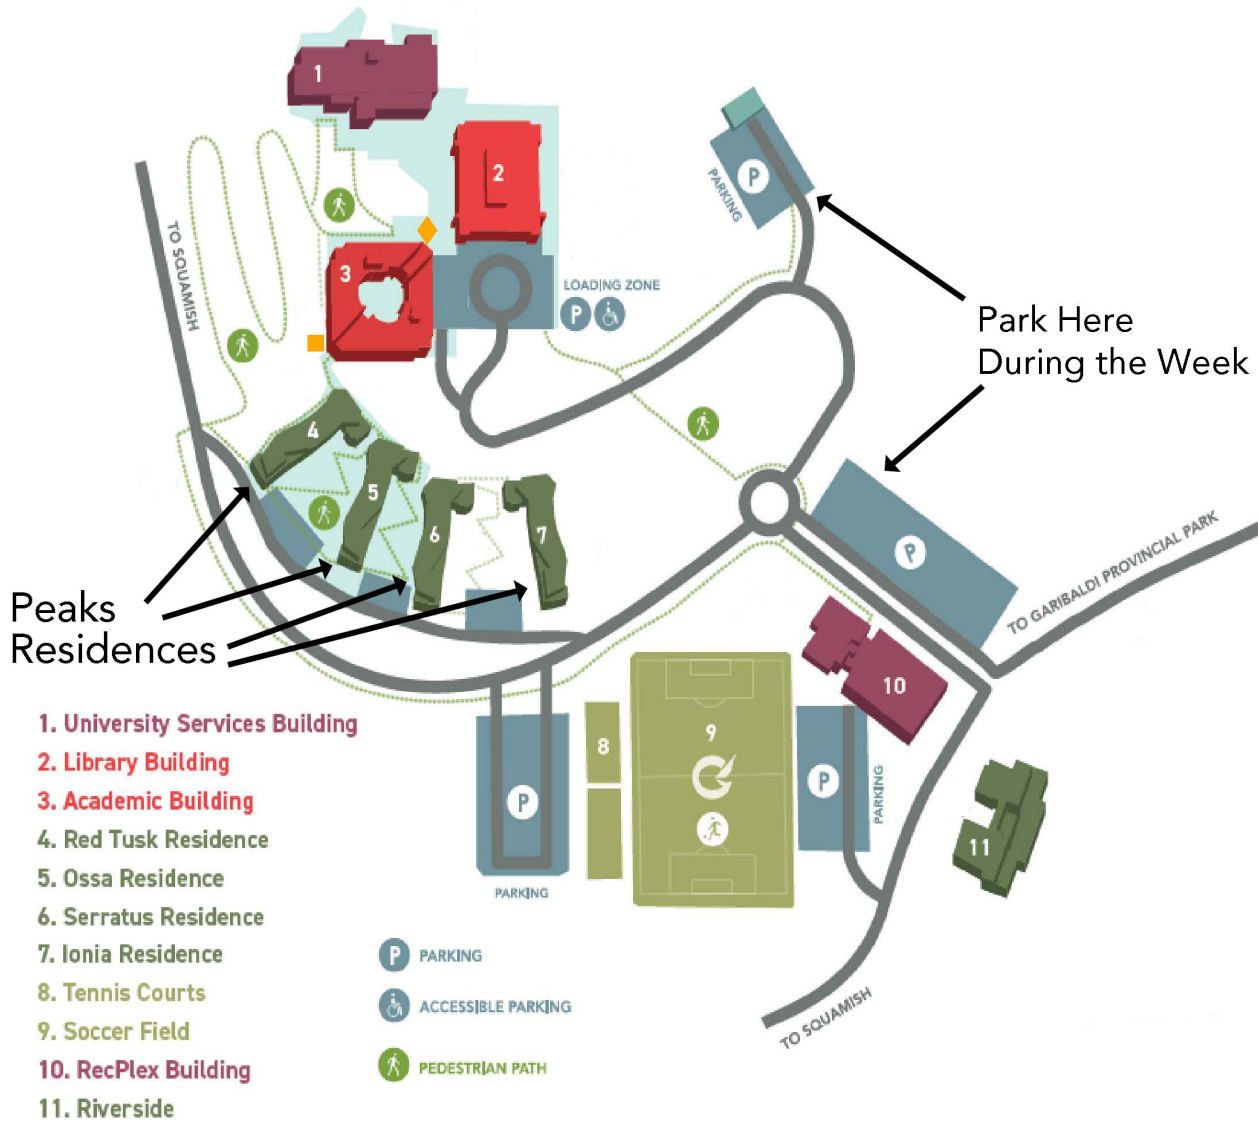 1
2
3
TO SQUAMISH
P
PARKING
LOADING ZONE
P
Park Here
During the Week
4
5
6
7
P
TO GARIBALDI PROVINCIAL PARK
Peaks
Residences
10
9
8
P
P
PARKING
11
PARKING
TO SQUAMISH
1. University Services Building
2. Library Building
3. Academic Building
4. Red Tusk Residence
5. Ossa Residence
6. Serratus Residence
7. Ionia Residence
8. Tennis Courts
9. Soccer Field
10. RecPlex Building
11. Riverside
P PARKING
ACCESSIBLE PARKING
PEDESTRIAN PATH